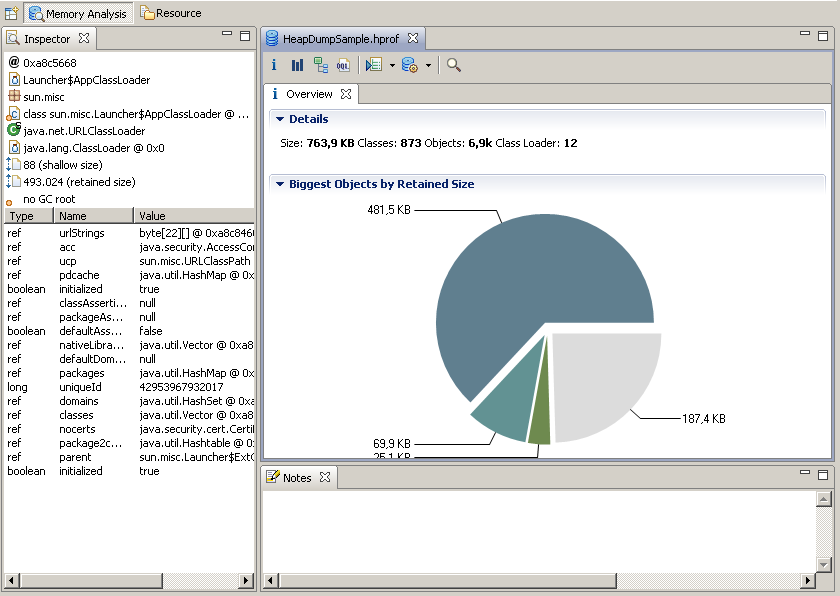 Memory Analysis Resource
Inspector
@ 0xa8c5668
Launcher$AppClassLoader
sun.misc
class sun.misc.Launcher$AppClassLoader @ ...
java.net.URLClassLoader
java.lang.ClassLoader @ 0x0
88 (shallow size)
493.024 (retained size)
no GC root
Type Name Value
ref urlStrings byte[22][] @ 0xa8c846
ref acc java.security.AccessCo
ref ucp sun.misc.URLClassPath
ref pdcache java.util.HashMap @ 0x
boolean initialized true
ref classAsserti... null
ref packageAs... null
boolean defaultAss... false
ref nativeLibra... java.util.Vector @ 0xa8
ref defaultDom... null
ref packages java.util.HashMap @ 0x
long uniqueId 42953967932017
ref domains java.util.HashSet @ 0xa
ref classes java.util.Vector @ 0xa8
ref nocerts java.security.cert.Certi
ref package2c... java.util.Hashtable @ 0
ref parent sun.misc.Launcher$Ext
boolean initialized true
HeapDumpSample.hprof
OQL
i Overview
Details
Size: 763,9 KB Classes: 873 Objects: 6,9k Class Loader: 12
Biggest Objects by Retained Size
481,5 KB
187,4 KB
69,9 KB
25,1 KB
Notes